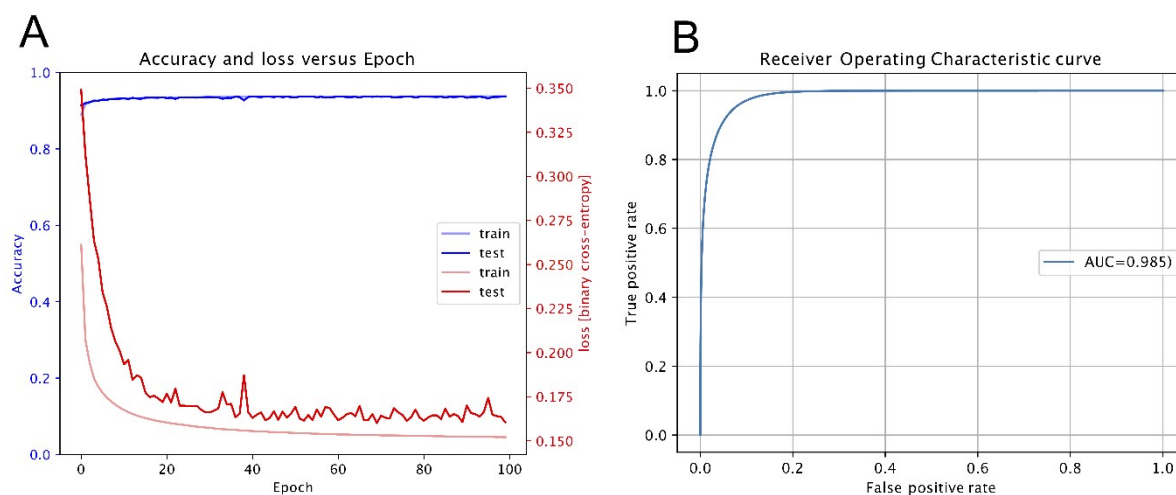 A
Accuracy and loss versus Epoch
Accuracy
1.0
0.8
0.6
0.4
0.2
0.0
0 20 40 60 80 100
Epoch
0.350
0.325
0.300
0.275
0.250
0.225
0.200
0.175
0.150
loss [binary cross-entropy]
train
test
train
test
B
Receiver Operating Characteristic curve
True positive rate
1.0
0.8
0.6
0.4
0.2
0.0
0.0 0.2 0.4 0.6 0.8 1.0
False positive rate
AUC=0.985)